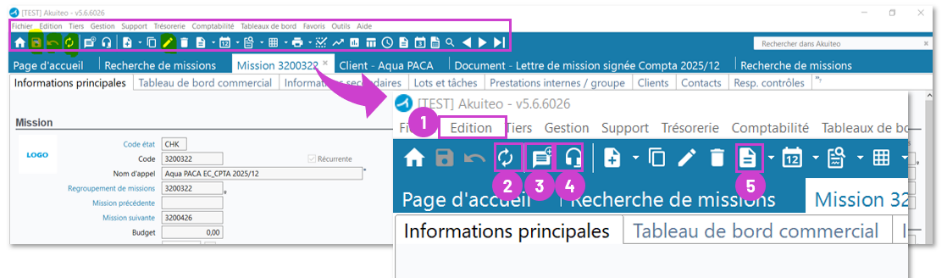 [TEST] Akuiteo - v5.6.6026
Fichier Edition Tiers Gestion Support Trésorerie Comptabilité Tableaux de bord Favoris Outils Aide
12
Rechercher dans Akuiteo
Page d'accueil Recherche de missions Mission 3200322 × Client - Aqua PACA Document - Lettre de mission signée Compta 2025/12 Recherche de missions
Informations principales Tableau de bord commercial Informations secondaires Lots et tâches Prestations internes / groupe Clients Contacts Resp. contrôles
Mission
LOGO
Code état CHK
Code 3200322 Récurrente
Nom d'appel Aqua PACA EC_CPTA 2025/12
Regroupement de missions 3200322
Mission précédente
Mission suivante 3200426
Budget 0,00
[TEST] Akuiteo - v5.6.6026
1
Edition Tiers Gestion Support Trésorerie Comptabilité Tableaux de
12
2 3 4 5
Page d'accueil Recherche de missions Mission 32
Informations principales Tableau de bord commercial